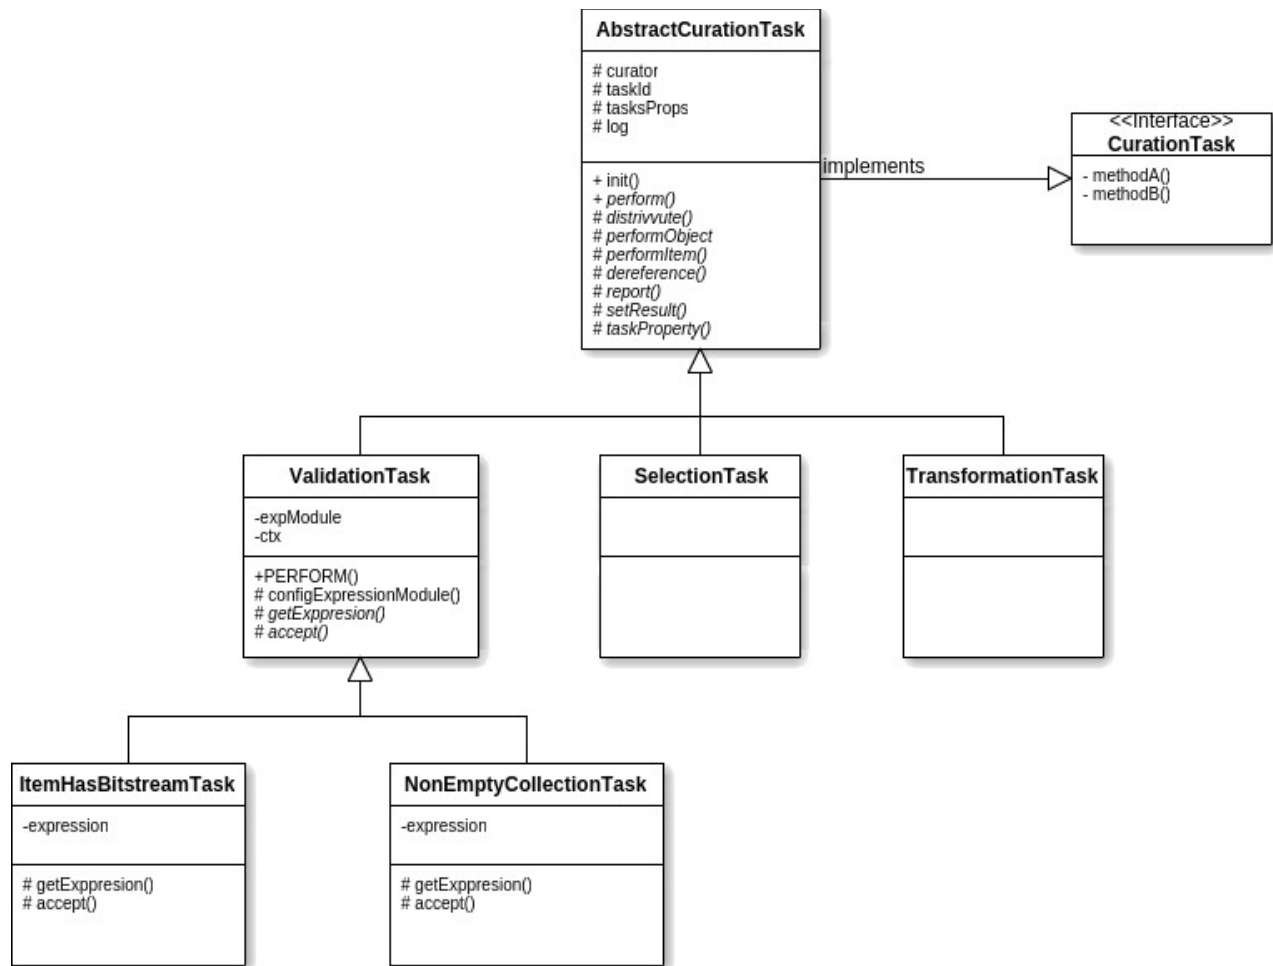 AbstractCurationTask
# curator
# taskId
# tasksProps
# log
+ init()
+ perform()
# distrivvute()
# performObject
# performItem()
# dereference()
# report()
# setResult()
# taskProperty()
implements
<<Interface>>
CurationTask
- methodA()
- methodB()
ValidationTask
-expModule
-ctx
+PERFORM()
# configExpressionModule()
# getExppresion()
# accept()
SelectionTask
TransformationTask
ItemHasBitstreamTask
-expression
# getExppresion()
# accept()
NonEmptyCollectionTask
-expression
# getExppresion()
# accept()